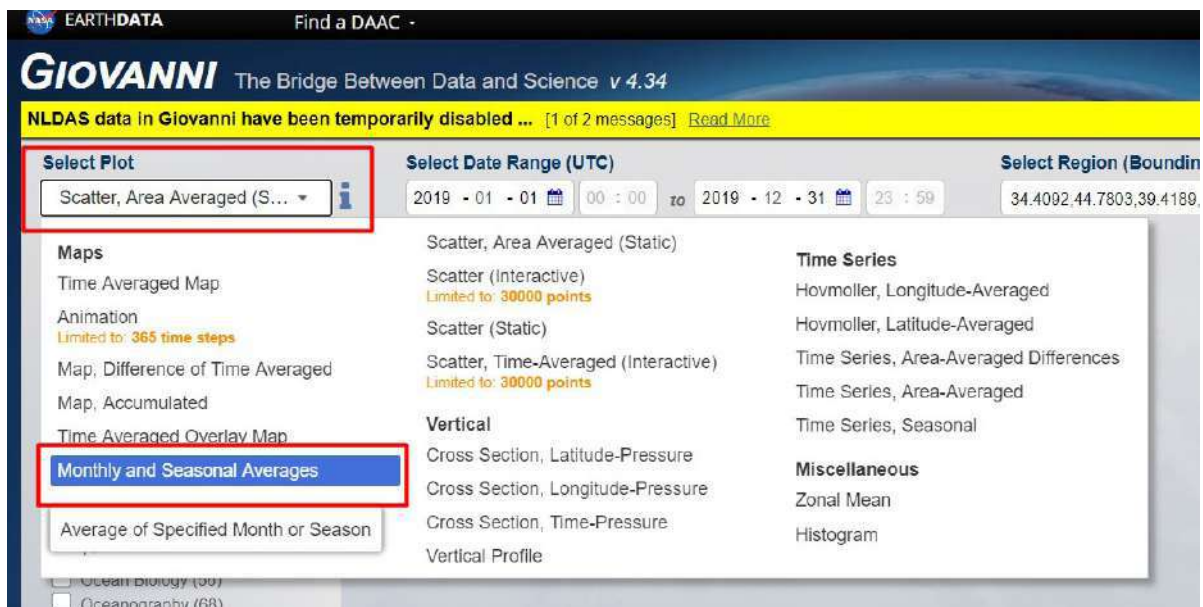 EARTHDATA Find a DAAC -
GIOVANNI The Bridge Between Data and Science v 4.34
NLDAS data in Giovanni have been temporarily disabled ... [1 of 2 messages] Read More
Select Plot
Scatter, Area Averaged (S...
Select Date Range (UTC)
2019 - 01 - 01 00 : 00 to 2019 - 12 - 31 23 : 59
Select Region (Boundin
34.4092,44.7803,39.4189,
Maps
Time Averaged Map
Animation
Limited to: 365 time steps
Map, Difference of Time Averaged
Map, Accumulated
Time Averaged Overlay Map
Monthly and Seasonal Averages
Average of Specified Month or Season
Scatter, Area Averaged (Static)
Scatter (Interactive)
Limited to: 30000 points
Scatter (Static)
Scatter, Time-Averaged (Interactive)
Limited to: 30000 points
Vertical
Cross Section, Latitude-Pressure
Cross Section, Longitude-Pressure
Cross Section, Time-Pressure
Vertical Profile
Time Series
Hovmoller, Longitude-Averaged
Hovmoller, Latitude-Averaged
Time Series, Area-Averaged Differences
Time Series, Area-Averaged
Time Series, Seasonal
Miscellaneous
Zonal Mean
Histogram
Ocean Biology
Oceanography (68)